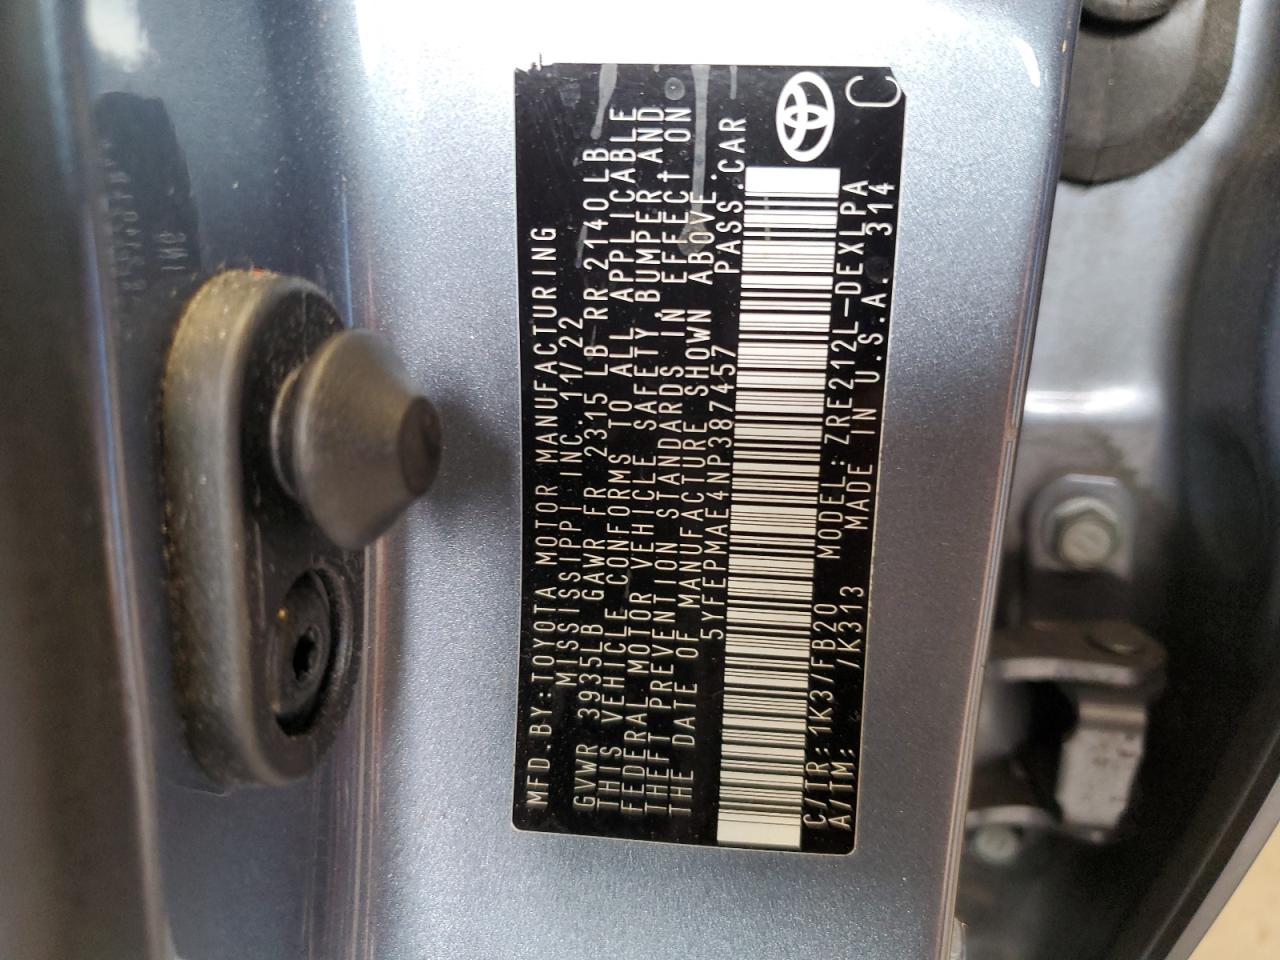 MFD.BY:TOYOTA MOTOR MANUFACTURING
MISSISSIPPI INC. 11/22
GVWR 3935LB GAWR FR 2315 LB RR 2140LB
THIS VEHICLE CONFORMS TO ALL APPLICABLE
FEDERAL MOTOR VEHICLE SAFETY, BUMPER AND
THEFT PREVENTION STANDARDS IN EFFECT ON
THE DATE OF MANUFACTURE SHOWN ABOVE.
5YFEPMAE4NP387457 PASS.CAR
C/TR: 1K3/FB20 MODEL: ZRE212L-DEXLPA
A/TM: /K313 MADE IN U.S.A. 314
C